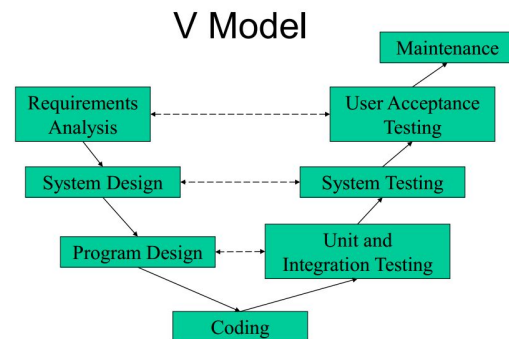 V Model
Maintenance
Requirements
Analysis
User Acceptance
Testing
System Design
System Testing
Program Design
Unit and
Integration Testing
Coding